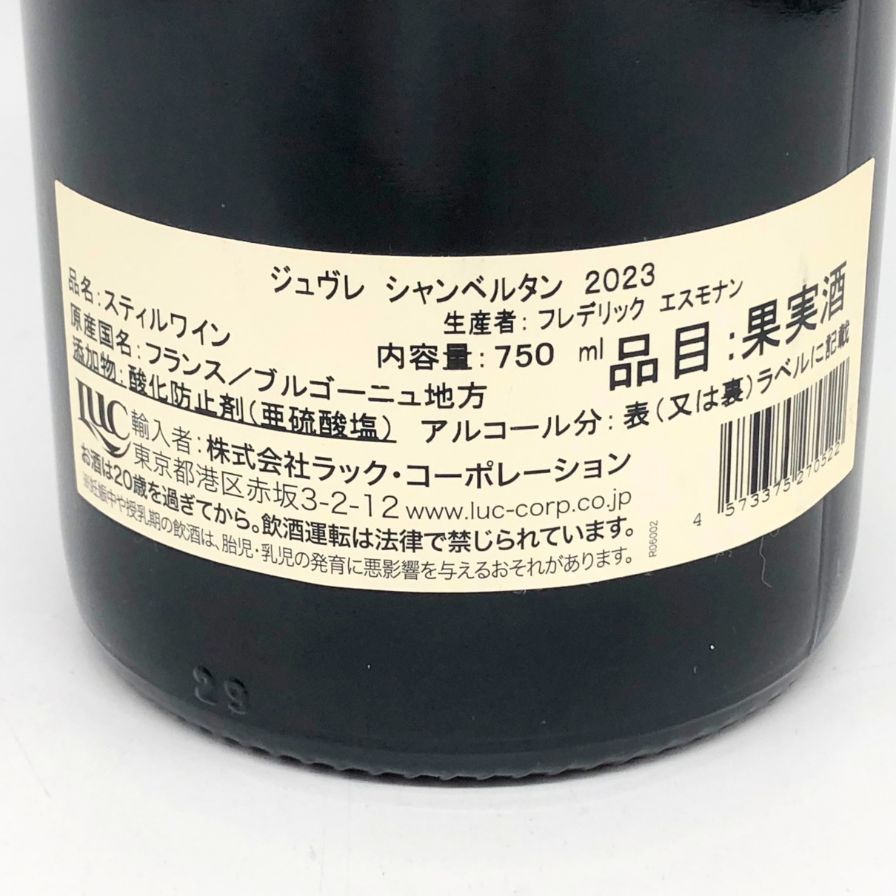 ジュヴレ シャンベルタン 2023
品名:スティルワイン
生産者:フレデリック エスモナン
原産国名:フランス/ブルゴーニュ地方
内容量:750 ml
品目:果実酒
添加物:酸化防止剤(亜硫酸塩)
アルコール分:表(又は裏)ラベルに記載
LUC
輸入者:株式会社ラック・コーポレーション
東京都港区赤坂3-2-12 www.luc-corp.co.jp
お酒は20歳を過ぎてから。飲酒運転は法律で禁じられています。
※妊娠中や授乳期の飲酒は、胎児・乳児の発育に悪影響を与えるおそれがあります。
R06002
4 573375 270522
29